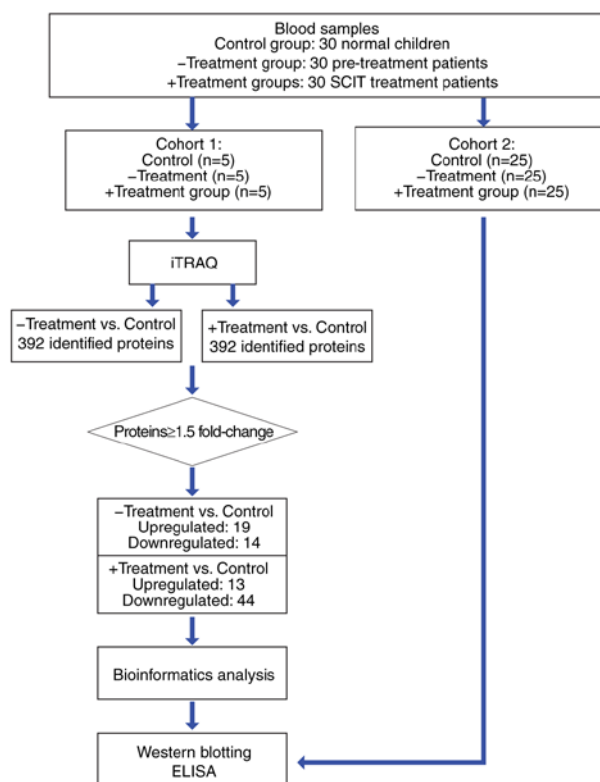 Blood samples
Control group: 30 normal children
−Treatment group: 30 pre-treatment patients
+Treatment groups: 30 SCIT treatment patients
Cohort 1:
Control (n=5)
−Treatment (n=5)
+Treatment group (n=5)
Cohort 2:
Control (n=25)
−Treatment (n=25)
+Treatment group (n=25)
iTRAQ
−Treatment vs. Control
392 identified proteins
+Treatment vs. Control
392 identified proteins
Proteins≥1.5 fold-change
−Treatment vs. Control
Upregulated: 19
Downregulated: 14
+Treatment vs. Control
Upregulated: 13
Downregulated: 44
Bioinformatics analysis
Western blotting
ELISA